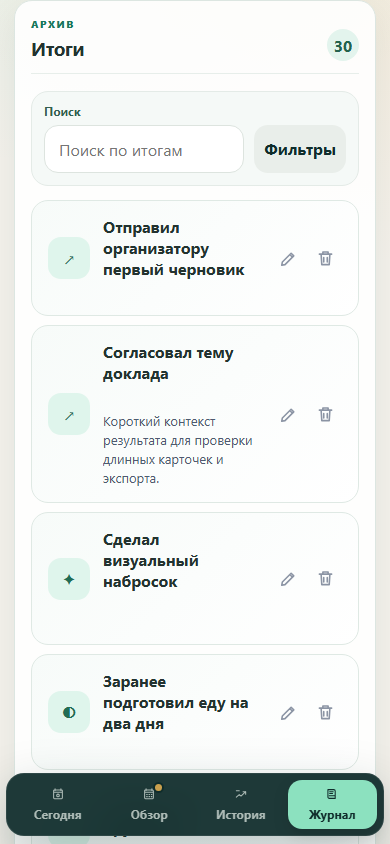 АРХИВ
Итоги
30
Поиск
Поиск по итогам
Фильтры
Отправил
организатору
первый черновик
Согласовал тему
доклада
Короткий контекст
результата для проверки
длинных карточек и
экспорта.
Сделал
визуальный
набросок
Заранее
подготовил еду на
два дня
Сегодня
Обзор
История
Журнал